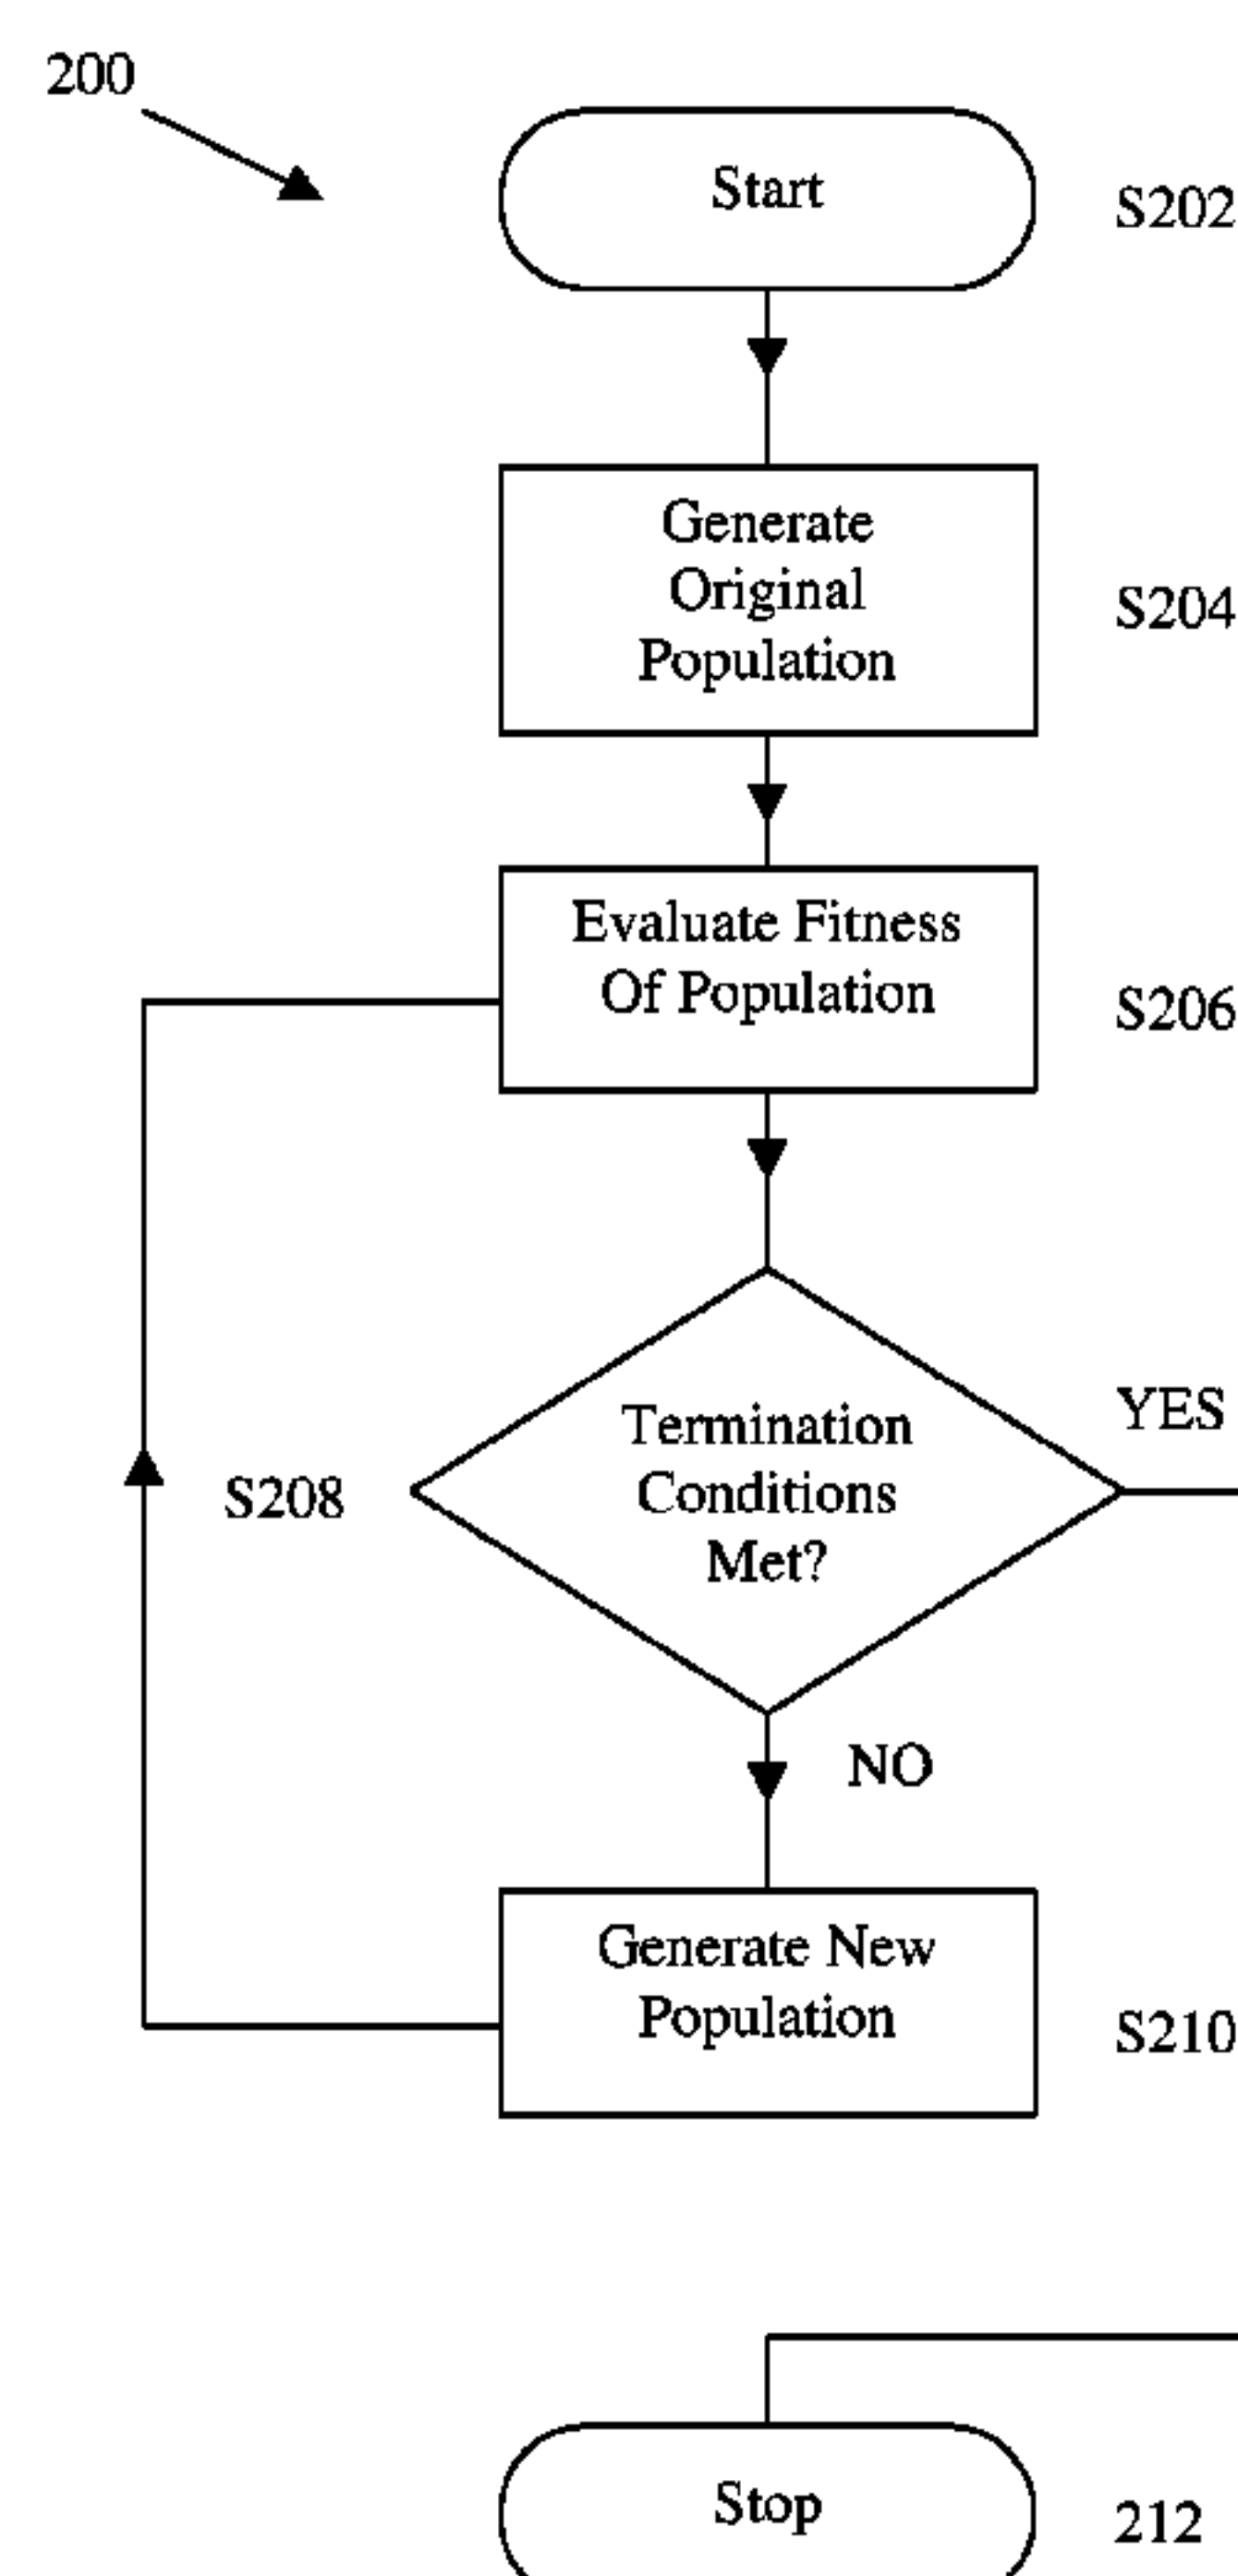 200
Start
S202
Generate
Original
Population
S204
Evaluate Fitness
Of Population
S206
Termination
Conditions
Met?
S208
YES
NO
Generate New
Population
S210
Stop
212